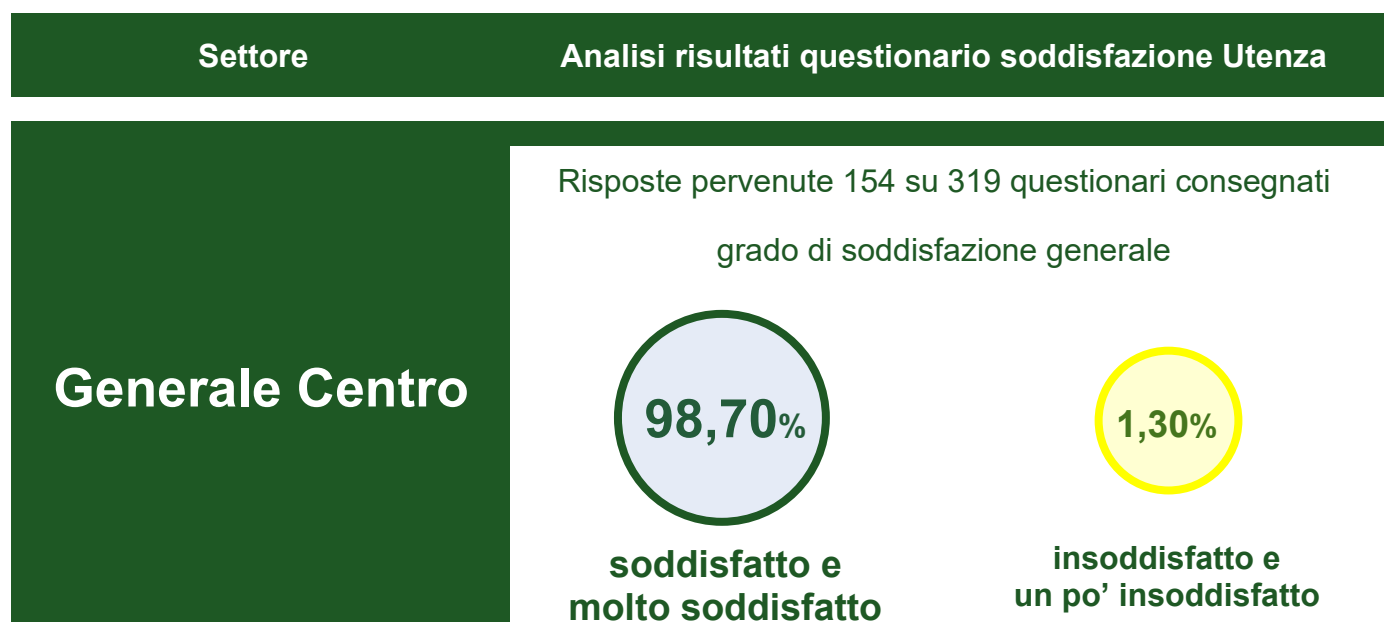 Settore
Analisi risultati questionario soddisfazione Utenza
Generale Centro
Risposte pervenute 154 su 319 questionari consegnati
grado di soddisfazione generale
98,70%
soddisfatto e
molto soddisfatto
1,30%
insoddisfatto e
un po’ insoddisfatto